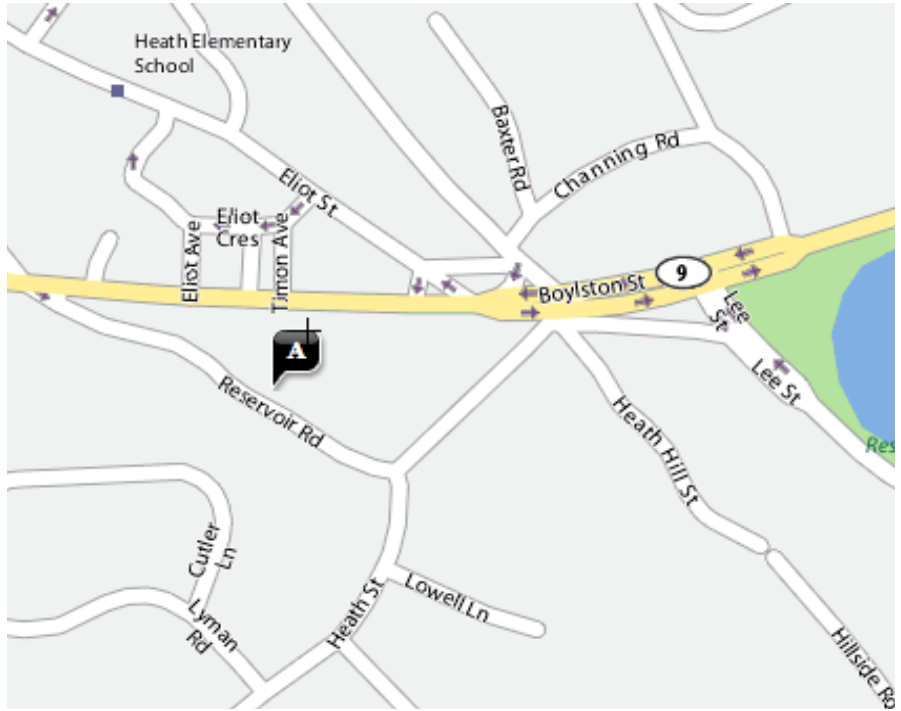 Heath Elementary
School
Baxter Rd
Channing Rd
Eliot St
Eliot
Cres
Eliot Ave
Timon Ave
9
Boylston St
Lee
St
A
Lee St
Reservoir Rd
Heath Hill St
Res
Cutler
Ln
Lowell Ln
Heath St
Lyman
Rd
Hillside Rd